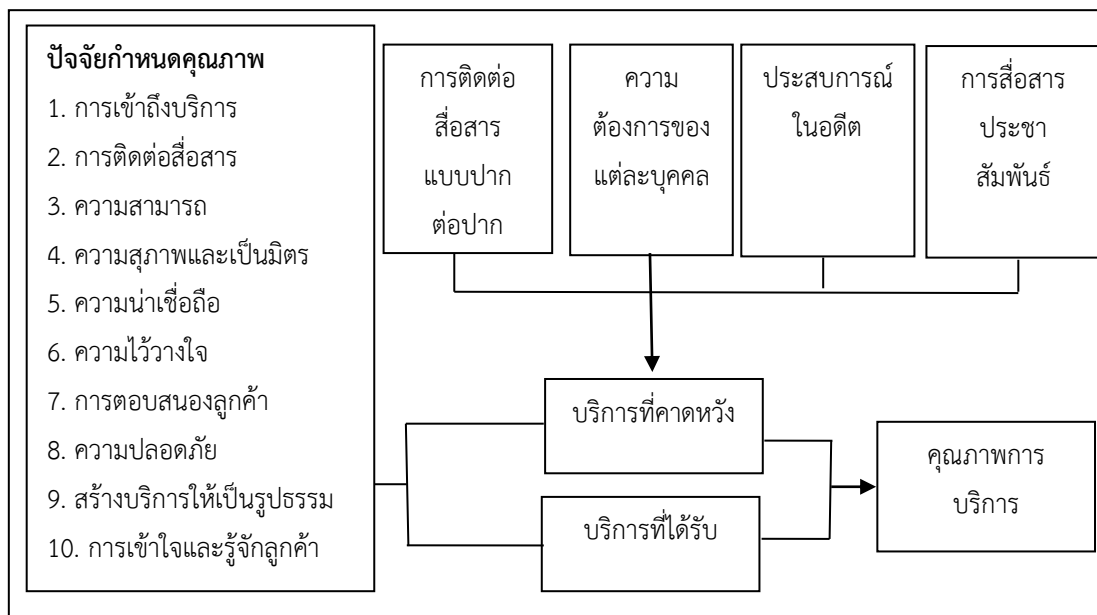 ปัจจัยกำหนดคุณภาพ
1. การเข้าถึงบริการ
2. การติดต่อสื่อสาร
3. ความสามารถ
4. ความสุภาพและเป็นมิตร
5. ความน่าเชื่อถือ
6. ความไว้วางใจ
7. การตอบสนองลูกค้า
8. ความปลอดภัย
9. สร้างบริการให้เป็นรูปธรรม
10. การเข้าใจและรู้จักลูกค้า
การติดต่อ
สื่อสาร
แบบปาก
ต่อปาก
ความ
ต้องการของ
แต่ละบุคคล
ประสบการณ์
ในอดีต
การสื่อสาร
ประชา
สัมพันธ์
บริการที่คาดหวัง
บริการที่ได้รับ
คุณภาพการ
บริการ